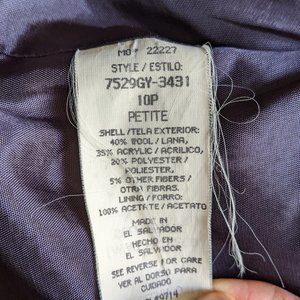 MO# 22227
STYLE / ESTILO:
7529GY-3431
10P
PETITE
SHELL/TELA EXTERIOR:
40% WOOL / LANA,
35% ACRYLIC / ACRILICO,
20% POLYESTER /
POLIESTER,
5% OTHER FIBERS /
OTRA FIBRAS.
LINING / FORRO:
100% ACETATE / ACETATO
MADE IN
EL SALVADOR
HECHO EN
EL SALVADOR
SEE REVERSE FOR CARE
VER AL DORSO PARA
CUIDADO
#9714